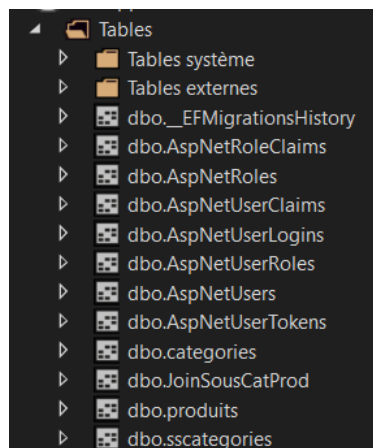 Tables
Tables système
Tables externes
dbo.__EFMigrationsHistory
dbo.AspNetRoleClaims
dbo.AspNetRoles
dbo.AspNetUserClaims
dbo.AspNetUserLogins
dbo.AspNetUserRoles
dbo.AspNetUsers
dbo.AspNetUserTokens
dbo.categories
dbo.JoinSousCatProd
dbo.produits
dbo.sscategories